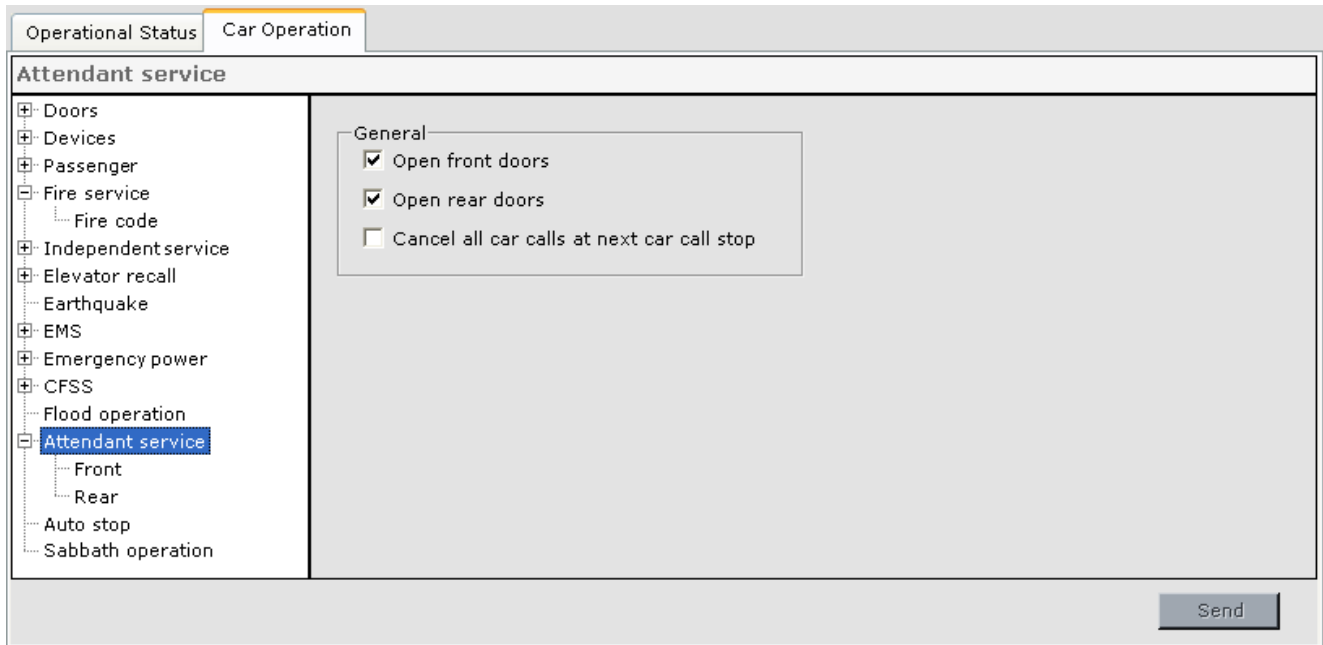 Operational Status
Car Operation
Attendant service
Doors
Devices
Passenger
Fire service
Fire code
Independent service
Elevator recall
Earthquake
EMS
Emergency power
CFSS
Flood operation
Attendant service
Front
Rear
Auto stop
Sabbath operation
General
Open front doors
Open rear doors
Cancel all car calls at next car call stop
Send